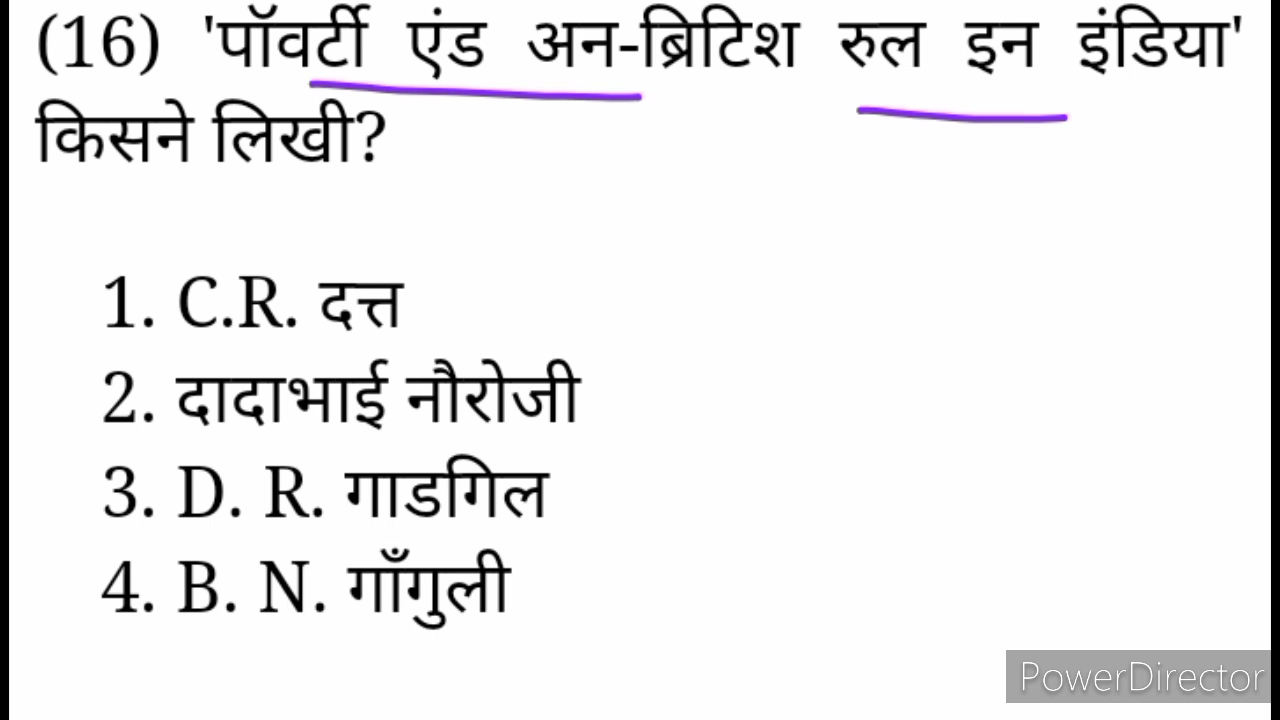 (16) 'पॉवर्टी एंड अन-ब्रिटिश रुल इन इंडिया'
किसने लिखी?
1. C.R. दत्त
2. दादाभाई नौरोजी
3. D. R. गाडगिल
4. B. N. गाँगुली
PowerDirector